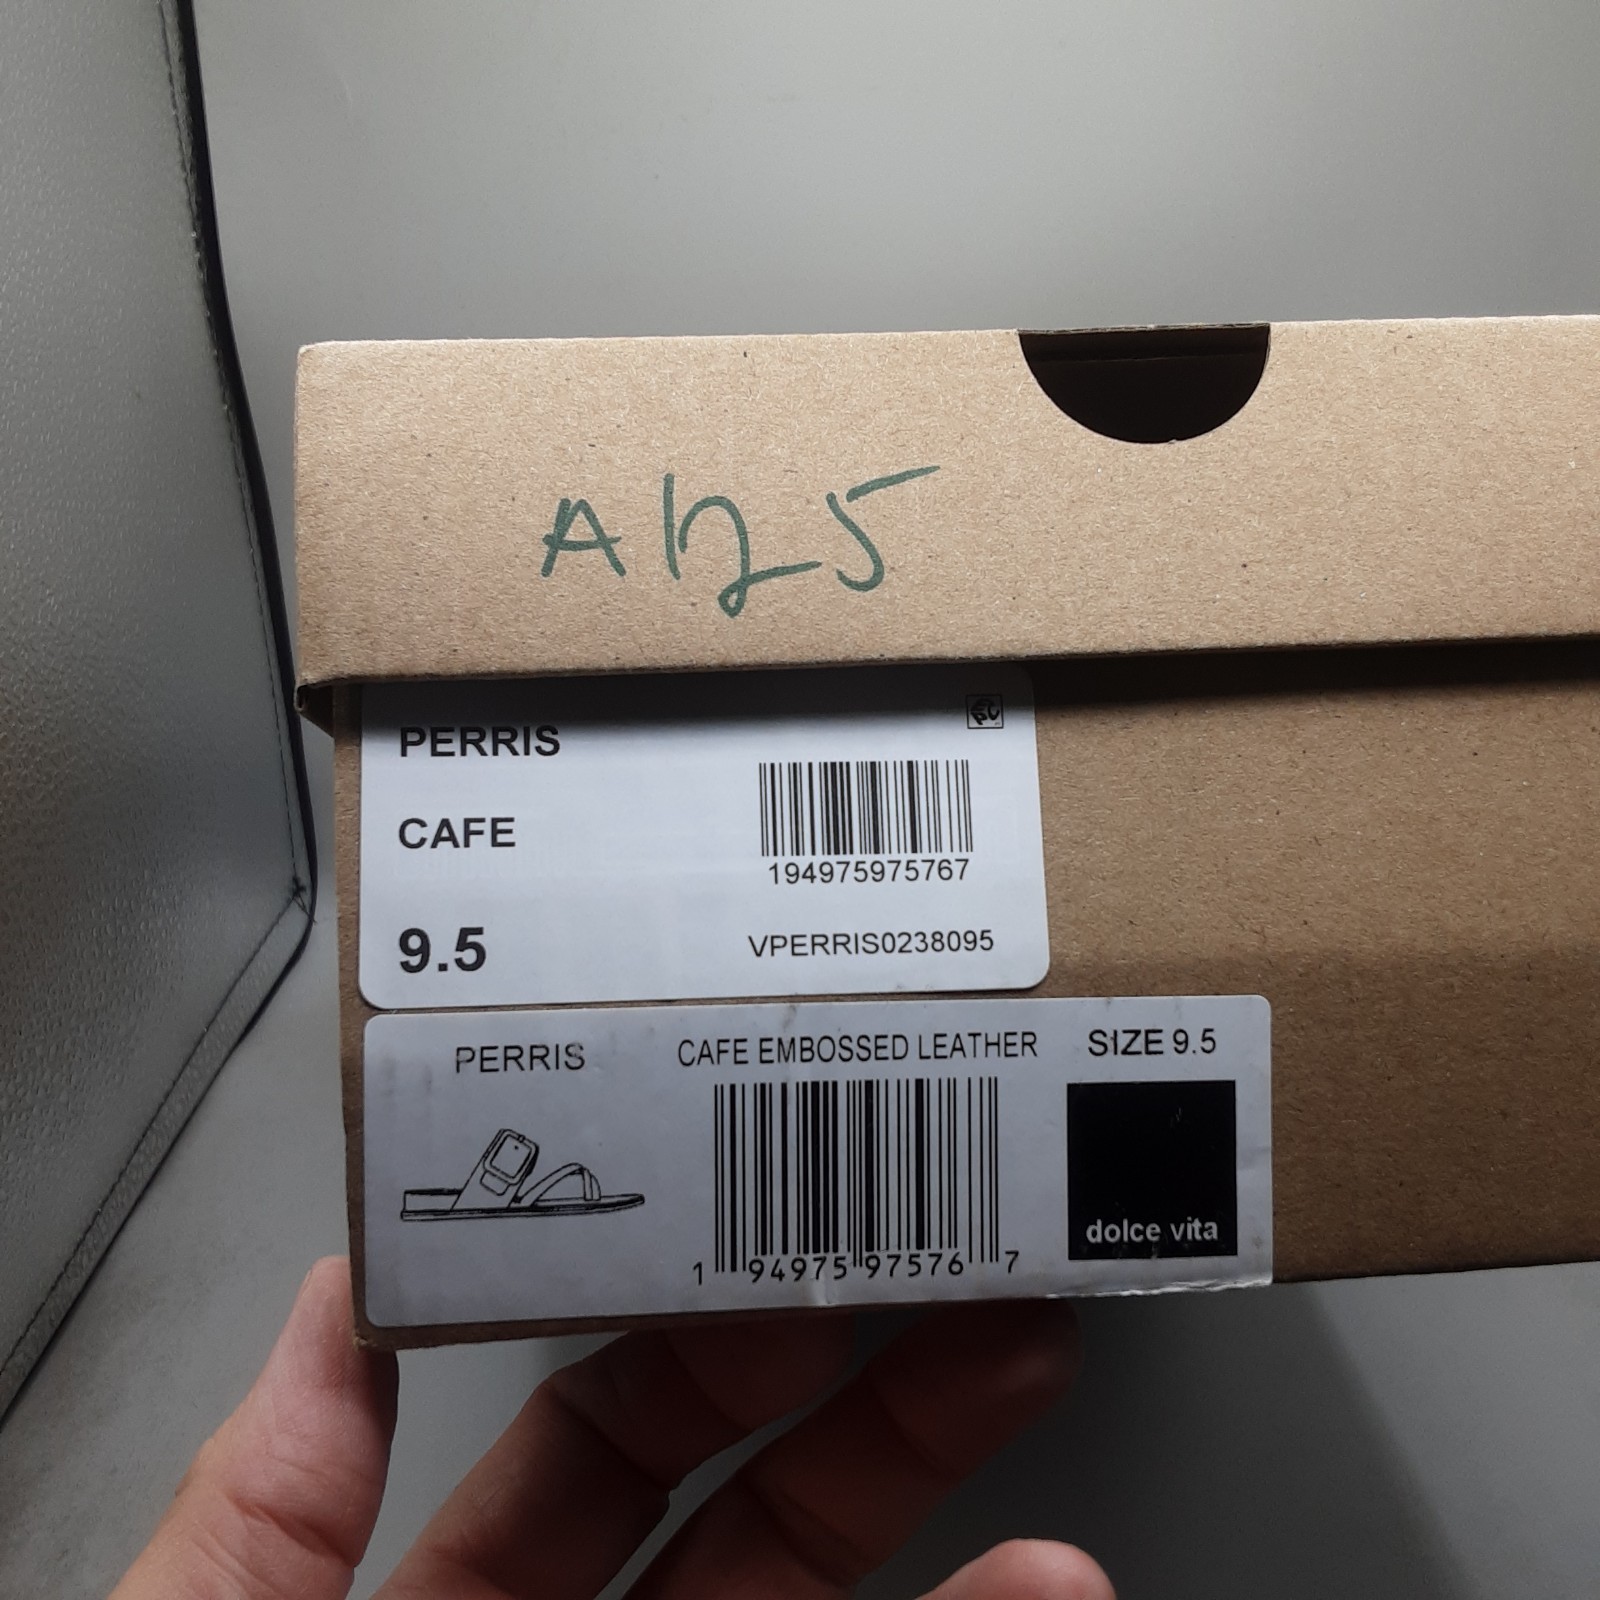 A125
PERRIS
CAFE
194975975767
9.5
VPERRIS0238095
PERRIS
CAFE EMBOSSED LEATHER
SIZE 9.5
1 94975 97576 7
dolce vita